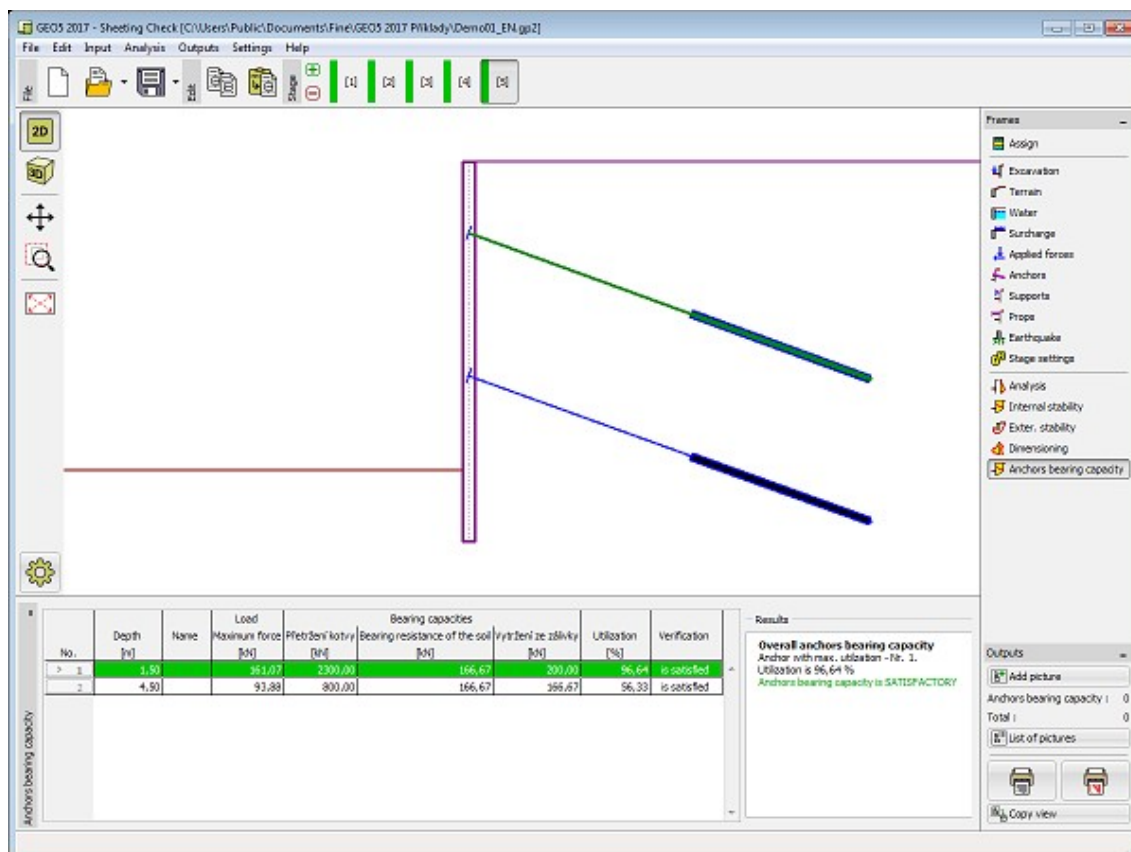 GEO5 2017 - Sheeting Check [C:\Users\Public\Documents\Fine\GEO5 2017 Příklady\Demo01_EN.gp2]
File Edit Input Analysis Outputs Settings Help
File
Edit
Stage
[1] [2] [3] [4] [5]
2D
3D
Frames
Assign
Excavation
Terrain
Water
Surcharge
Applied forces
Anchors
Supports
Props
Earthquake
Stage settings
Analysis
Internal stability
Exter. stability
Dimensioning
Anchors bearing capacity
Anchors bearing capacity
Load Bearing capacities
Depth Name Maximum force Přetržení kotvy Bearing resistance of the soil Vytržení ze zálivky Utilization Verification
No. [m] [kN] [kN] [kN] [kN] [%]
> 1 1,50 161,07 2300,00 166,67 200,00 96,64 is satisfied
2 4,50 93,88 800,00 166,67 166,67 56,33 is satisfied
Results
Overall anchors bearing capacity
Anchor with max. utilization - Nr. 1.
Utilization is 96,64 %
Anchors bearing capacity is SATISFACTORY
Outputs
Add picture
Anchors bearing capacity : 0
Total : 0
List of pictures
Copy view